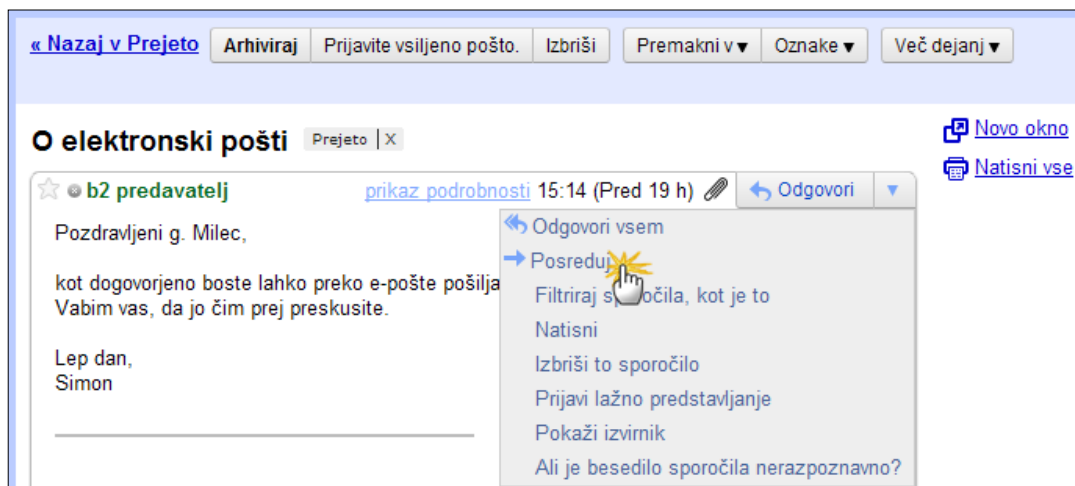 « Nazaj v Prejeto Arhiviraj Prijavite vsiljeno pošto. Izbriši Premakni v Oznake Več dejanj
O elektronski pošti Prejeto X
Novo okno
Natisni vse
b2 predavatelj prikaz podrobnosti 15:14 (Pred 19 h) Odgovori
Pozdravljeni g. Milec,
kot dogovorjeno boste lahko preko e-pošte
Vabim vas, da jo čim prej preskusite.
Lep dan,
Simon
Odgovori vsem
Posreduj
Filtriraj sporočila, kot je to
Natisni
Izbriši to sporočilo
Prijavi lažno predstavljanje
Pokaži izvirnik
Ali je besedilo sporočila nerazpoznavno?